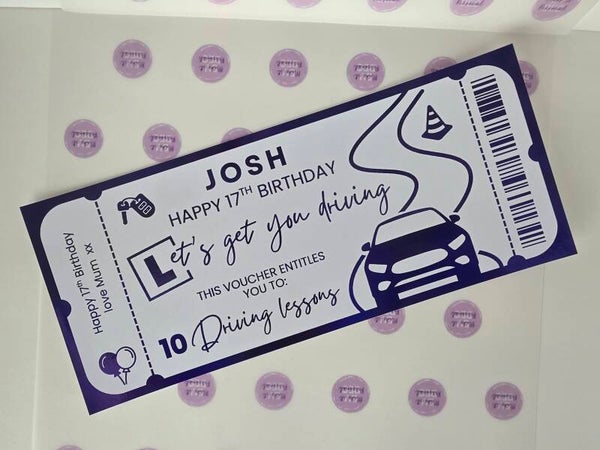 JOSH
HAPPY 17TH BIRTHDAY
Let's get you driving
THIS VOUCHER ENTITLES
YOU TO:
10 Driving lessons
Happy 17th Birthday
love Mum xx